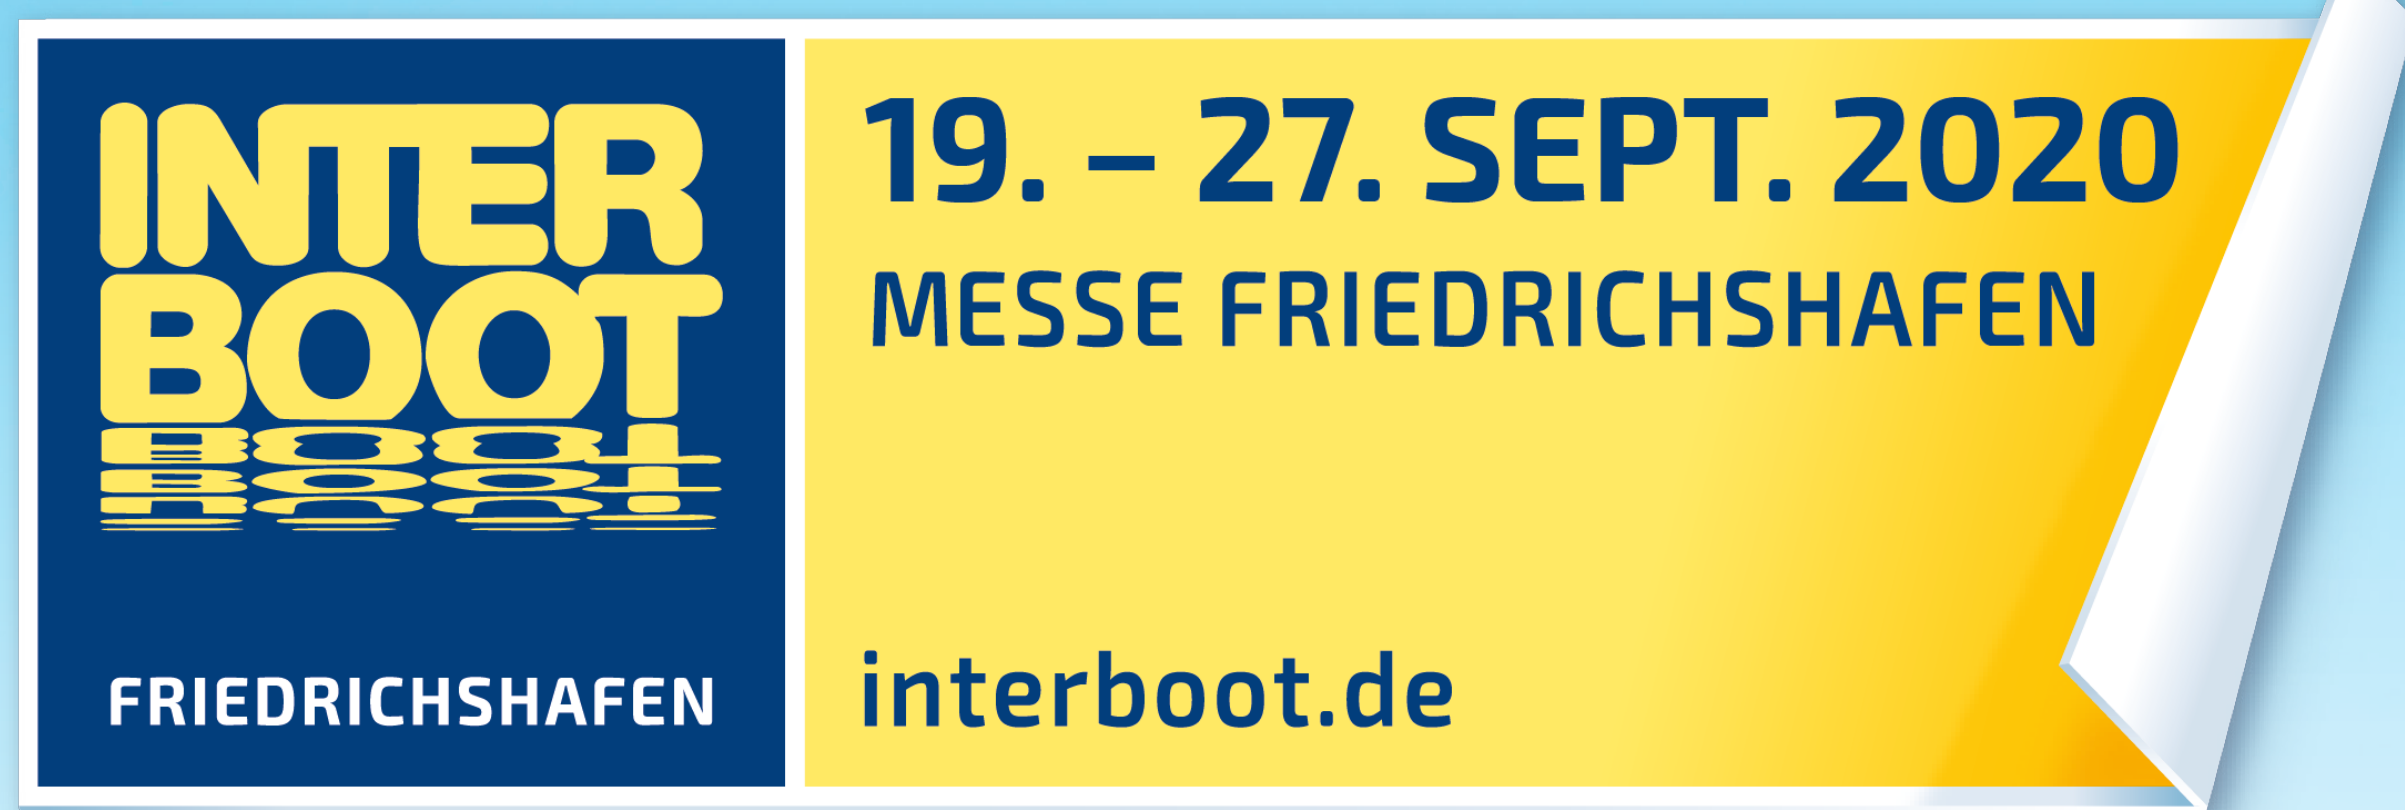 INTER
BOOT
FRIEDRICHSHAFEN
19. – 27. SEPT. 2020
MESSE FRIEDRICHSHAFEN
interboot.de